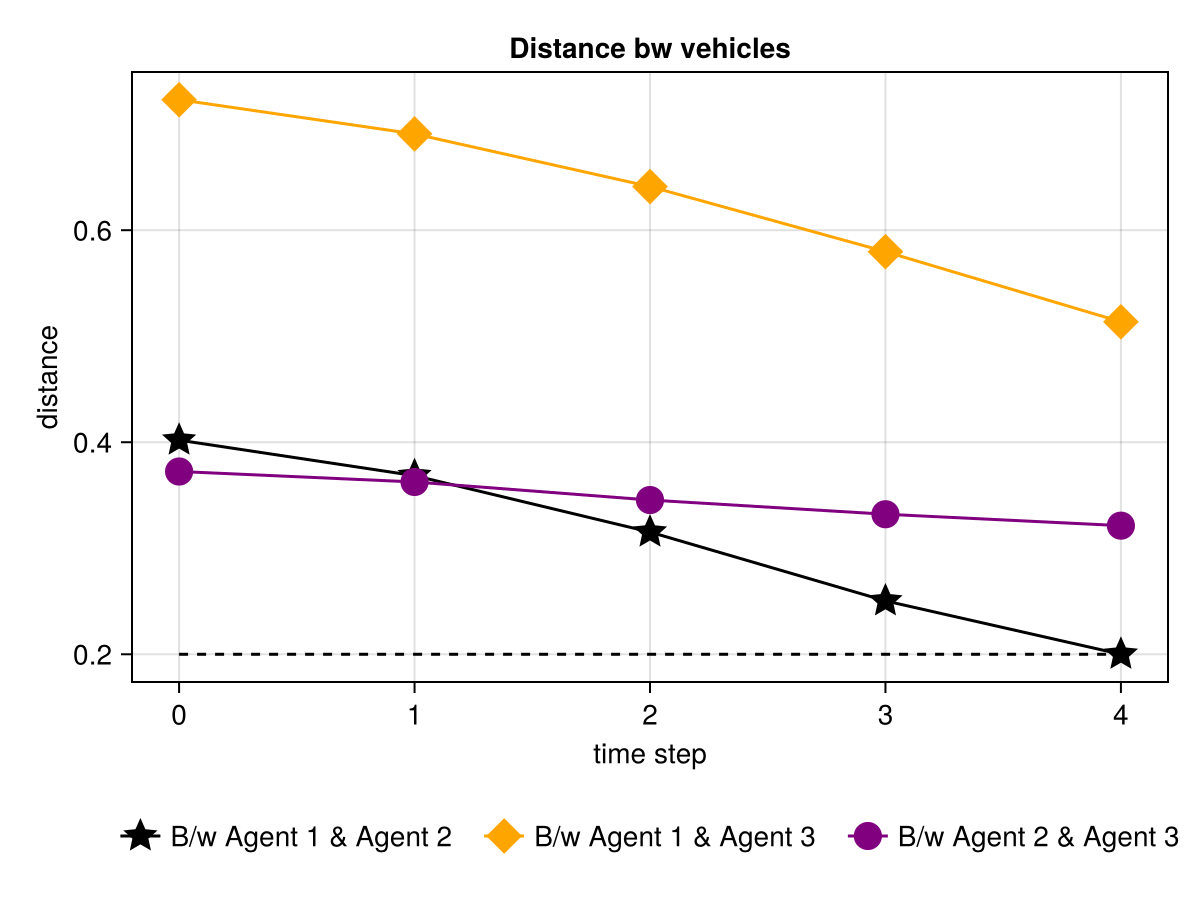 Distance bw vehicles
distance
0.6
0.4
0.2
0 1 2 3 4
time step
B/w Agent 1 & Agent 2 B/w Agent 1 & Agent 3 B/w Agent 2 & Agent 3